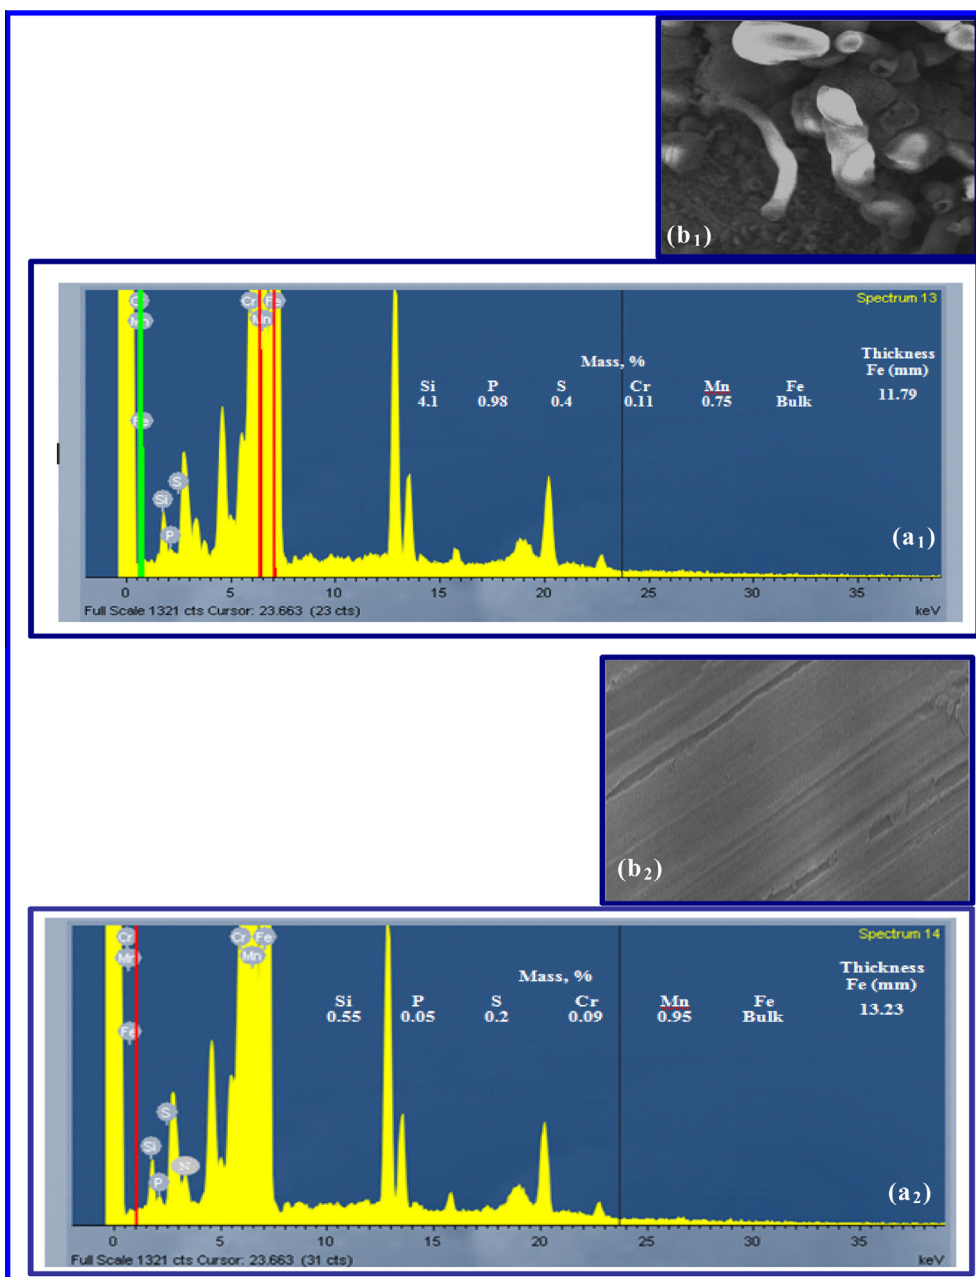 (b1)
Cr Cr Fe Spectrum 13
Mn Mn
Thickness
Mass, % Fe (mm)
Si P S Cr Mn Fe
4.1 0.98 0.4 0.11 0.75 Bulk 11.79
Fe
S
Si
P (a1)
0 5 10 15 20 25 30 35
Full Scale 1321 cts Cursor: 23.663 (23 cts) keV
(b2)
Cr Cr Fe Spectrum 14
Mn Mn
Thickness
Mass, % Fe (mm)
Si P S Cr Mn Fe
0.55 0.05 0.2 0.09 0.95 Bulk 13.23
Fe
S
Si
N
P (a2)
0 5 10 15 20 25 30 35
Full Scale 1321 cts Cursor: 23.663 (31 cts) keV